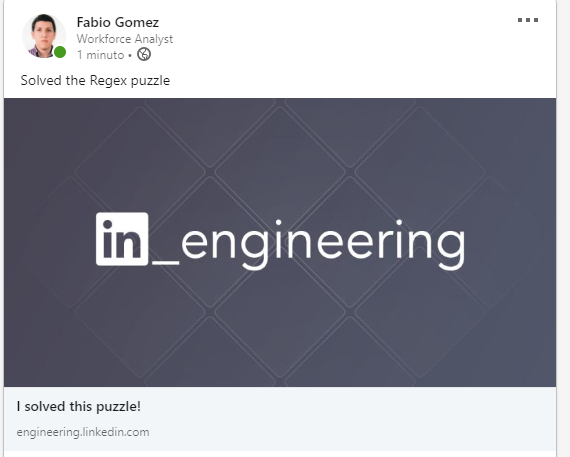 Fabio Gomez
Workforce Analyst
1 minuto •
Solved the Regex puzzle
in_engineering
I solved this puzzle!
engineering.linkedin.com